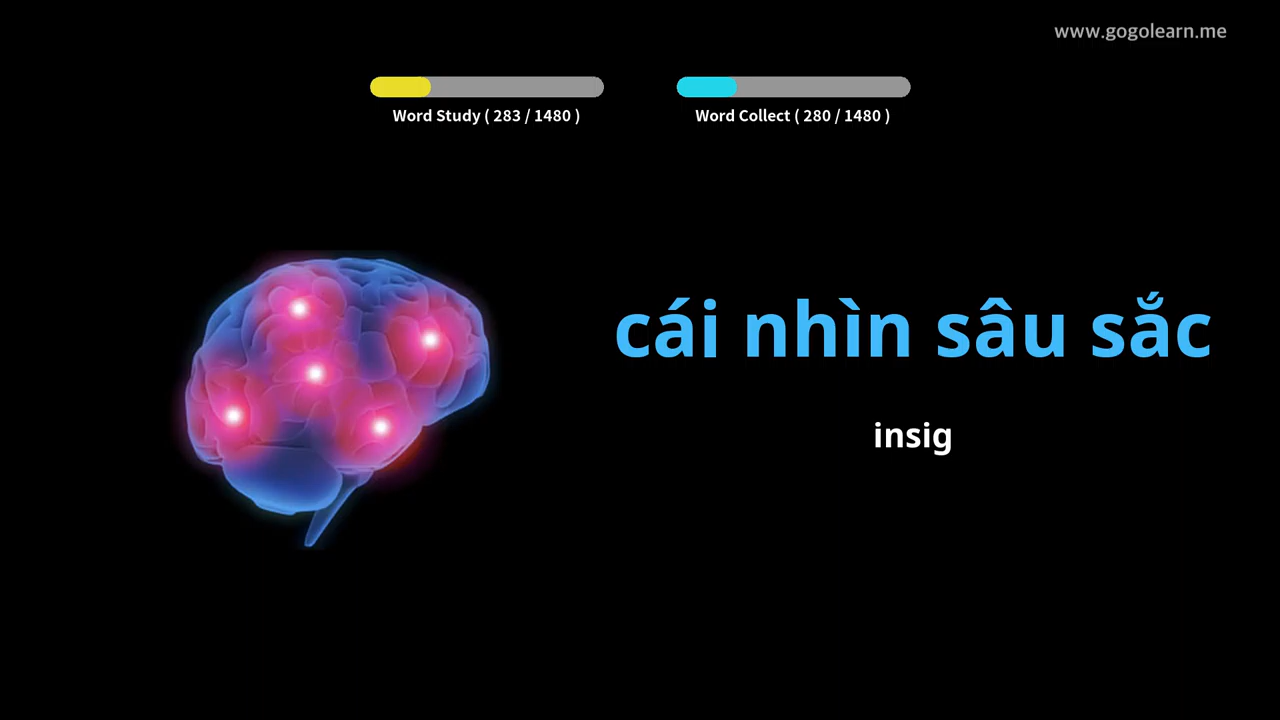 www.gogolearn.me
Word Study ( 283 / 1480 )
Word Collect ( 280 / 1480 )
cái nhìn sâu sắc
insig